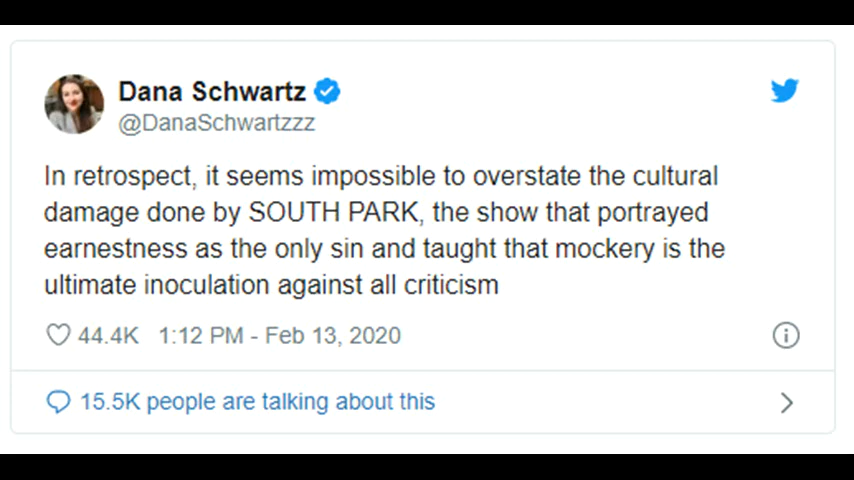 Dana Schwartz
@DanaSchwartzzz
In retrospect, it seems impossible to overstate the cultural
damage done by SOUTH PARK, the show that portrayed
earnestness as the only sin and taught that mockery is the
ultimate inoculation against all criticism
44.4K 1:12 PM - Feb 13, 2020
15.5K people are talking about this